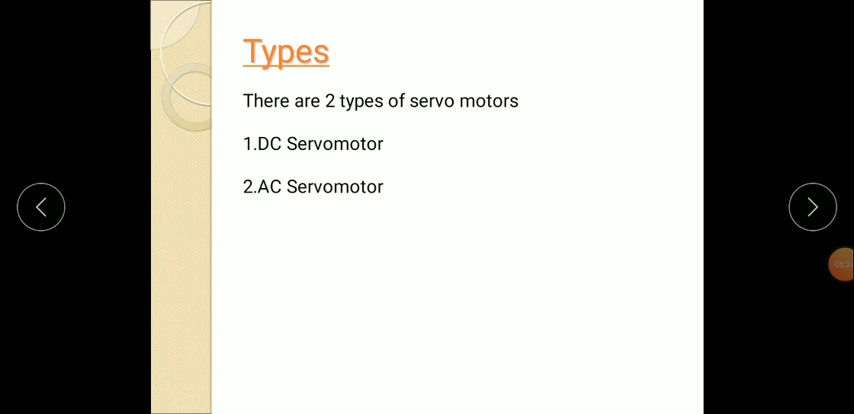 Types
There are 2 types of servo motors
1.DC Servomotor
2.AC Servomotor